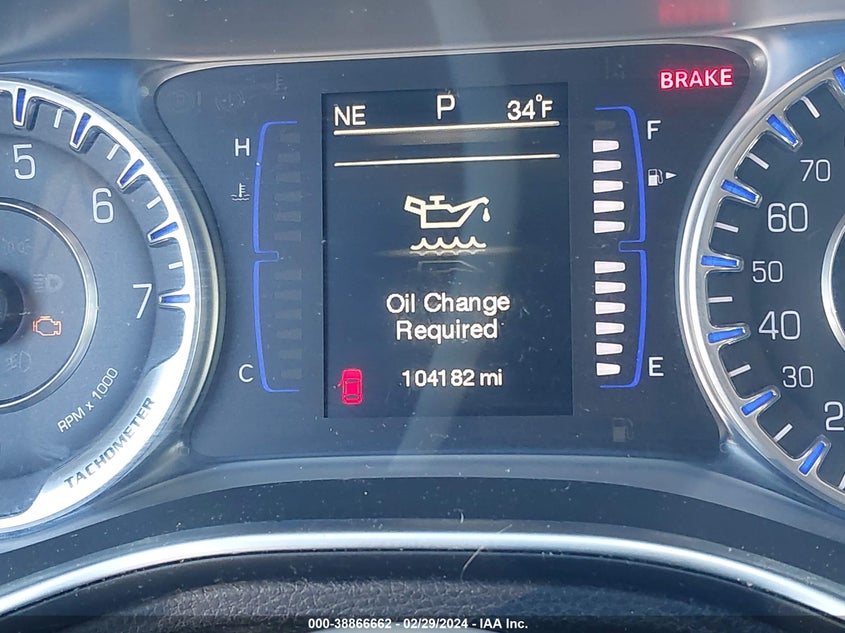 BRAKE
NE P 34°F
H
F
5
6
7
70
60
50
40
30
2
Oil Change
Required
C
E
104182 mi
RPM x 1000
TACHOMETER
000-38866662 - 02/29/2024 - IAA Inc.